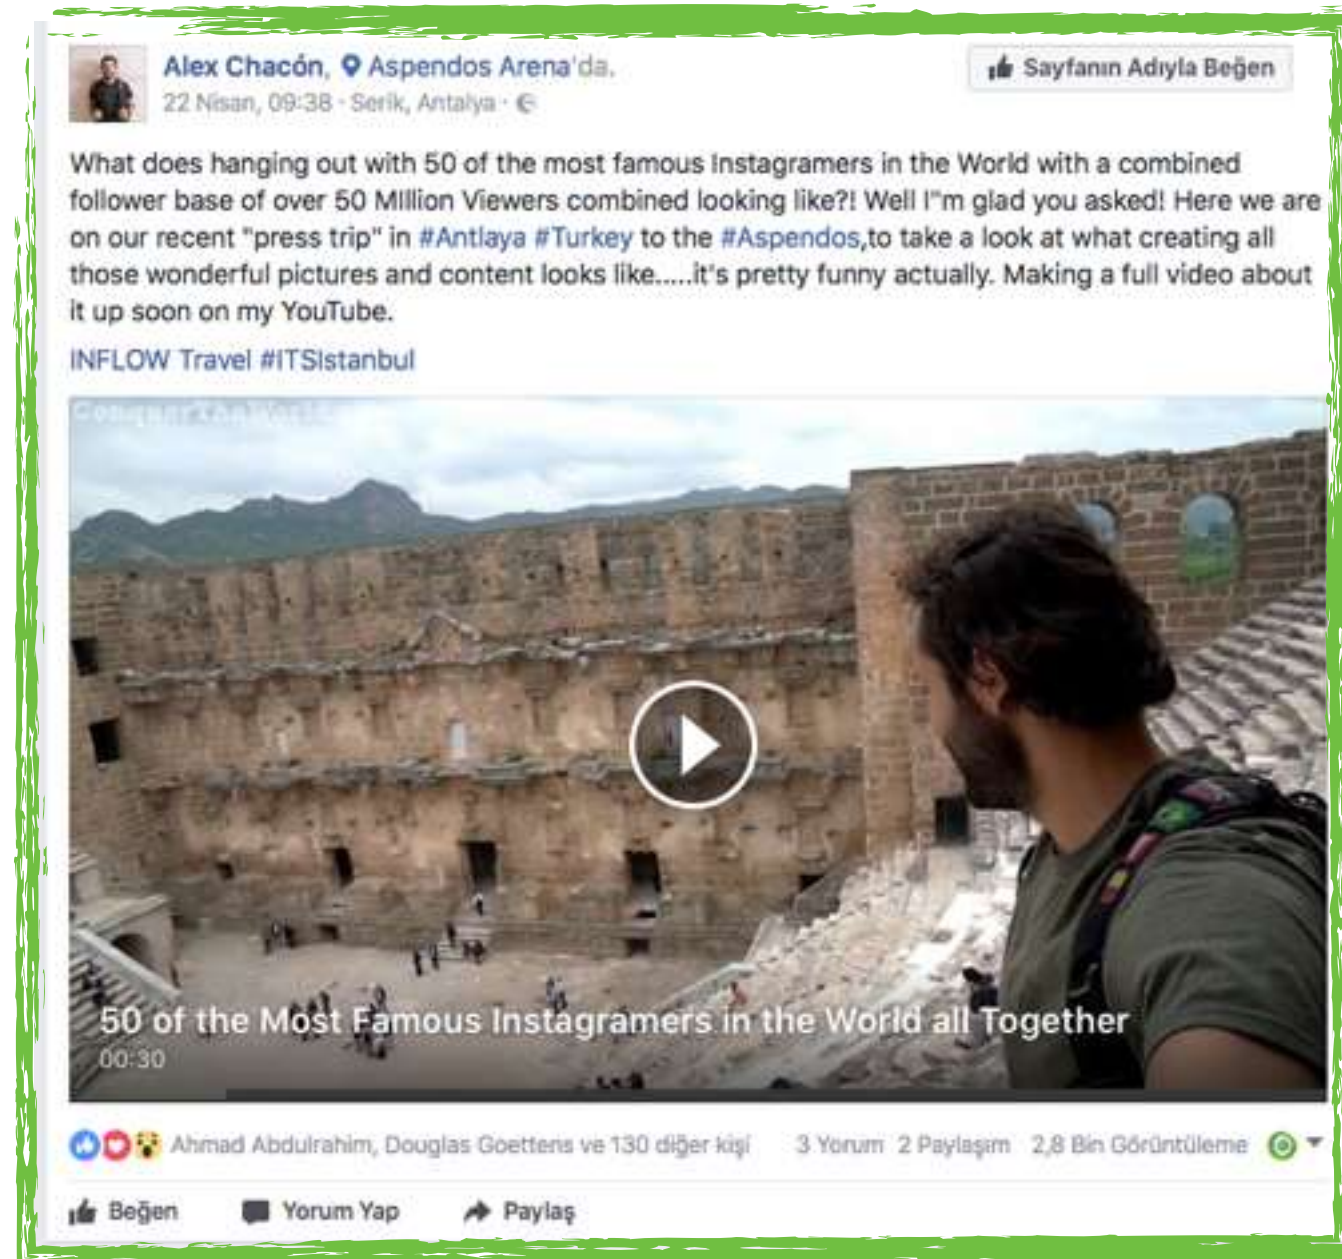 Alex Chacón, Aspendos Arena'da.
22 Nisan, 09:38 · Serik, Antalya ·
Sayfanın Adıyla Beğen
What does hanging out with 50 of the most famous Instagramers in the World with a combined
follower base of over 50 MIllion Viewers combined looking like?! Well I"m glad you asked! Here we are
on our recent "press trip" in #Antlaya #Turkey to the #Aspendos,to take a look at what creating all
those wonderful pictures and content looks like.....it's pretty funny actually. Making a full video about
it up soon on my YouTube.
INFLOW Travel #ITSIstanbul
50 of the Most Famous Instagramers in the World all Together
00:30
Ahmad Abdulrahim, Douglas Goettens ve 130 diğer kişi 3 Yorum 2 Paylaşım 2,8 Bin Görüntüleme
Beğen Yorum Yap Paylaş